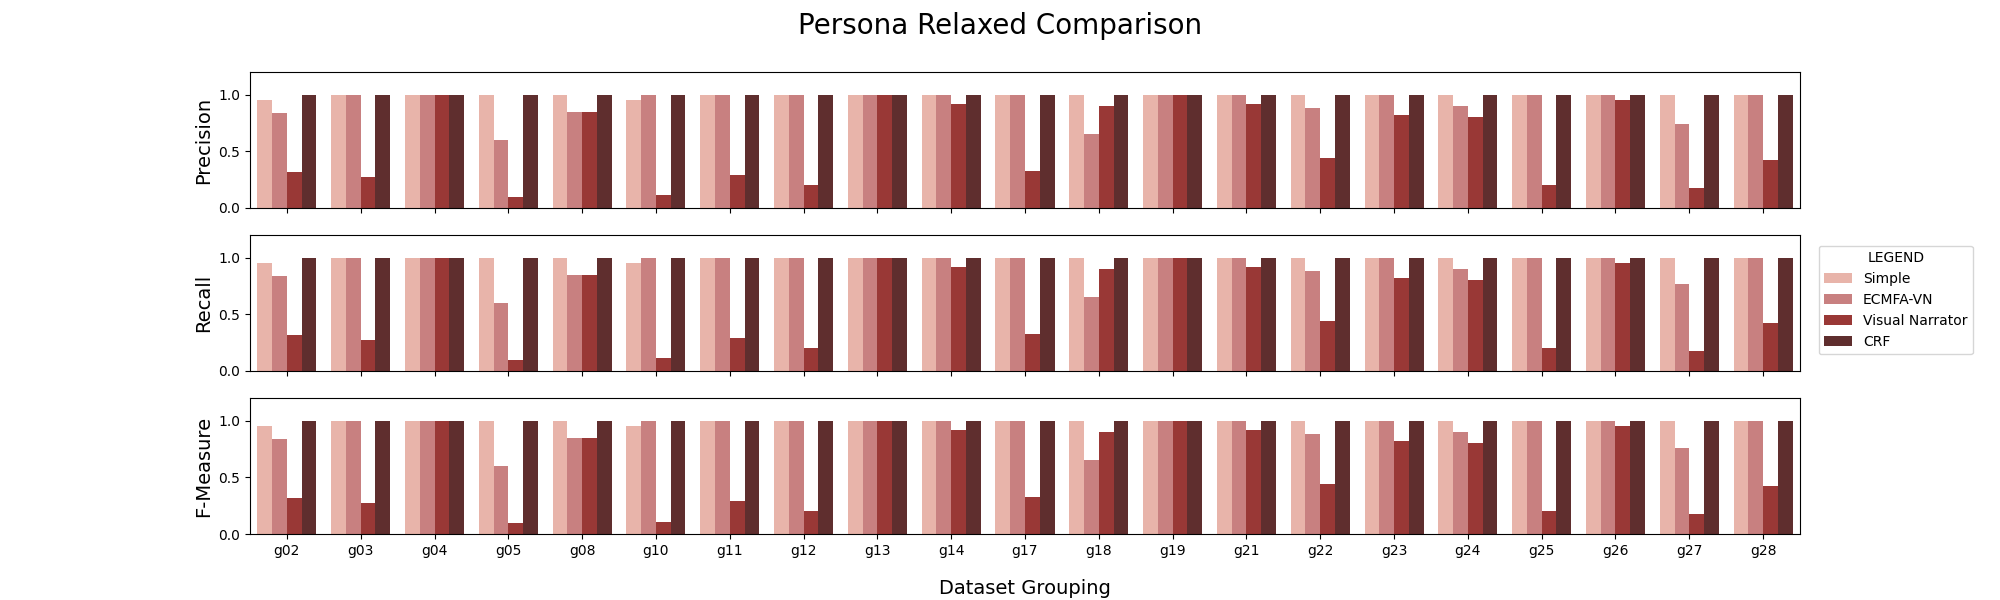 Persona Relaxed Comparison
Precision
1.0
0.5
0.0
Recall
1.0
0.5
0.0
LEGEND
Simple
ECMFA-VN
Visual Narrator
CRF
F-Measure
1.0
0.5
0.0
g02 g03 g04 g05 g08 g10 g11 g12 g13 g14 g17 g18 g19 g21 g22 g23 g24 g25 g26 g27 g28
Dataset Grouping